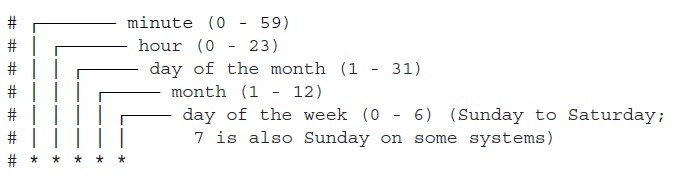 # ┌───────────── minute (0 - 59)
# │ ┌───────────── hour (0 - 23)
# │ │ ┌───────────── day of the month (1 - 31)
# │ │ │ ┌───────────── month (1 - 12)
# │ │ │ │ ┌───────────── day of the week (0 - 6) (Sunday to Saturday;
# │ │ │ │ │ 7 is also Sunday on some systems)
# * * * * *